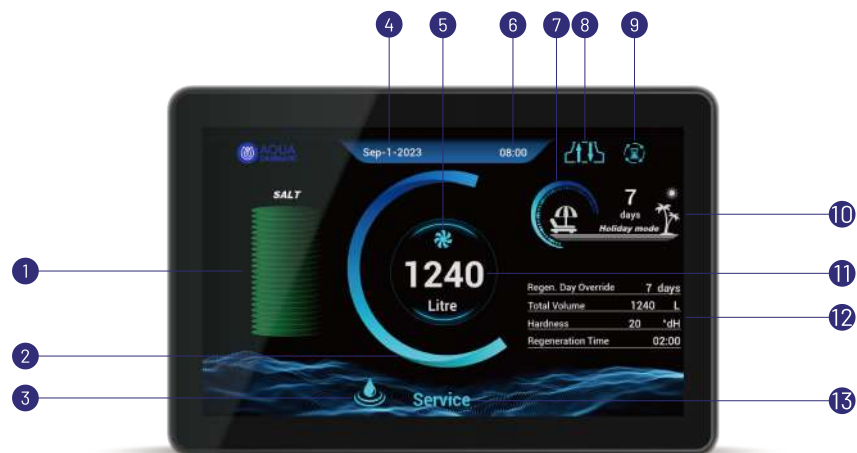 4 5 6 7 8 9
AQUA
Sep-1-2023 08:00
SALT
7
days
Holiday mode
10
1
1240
11
Litre
Regen. Day Override 7 days
Total Volume 1240 L
Hardness 20 °dH
12
Regeneration Time 02:00
2
3
Service
13